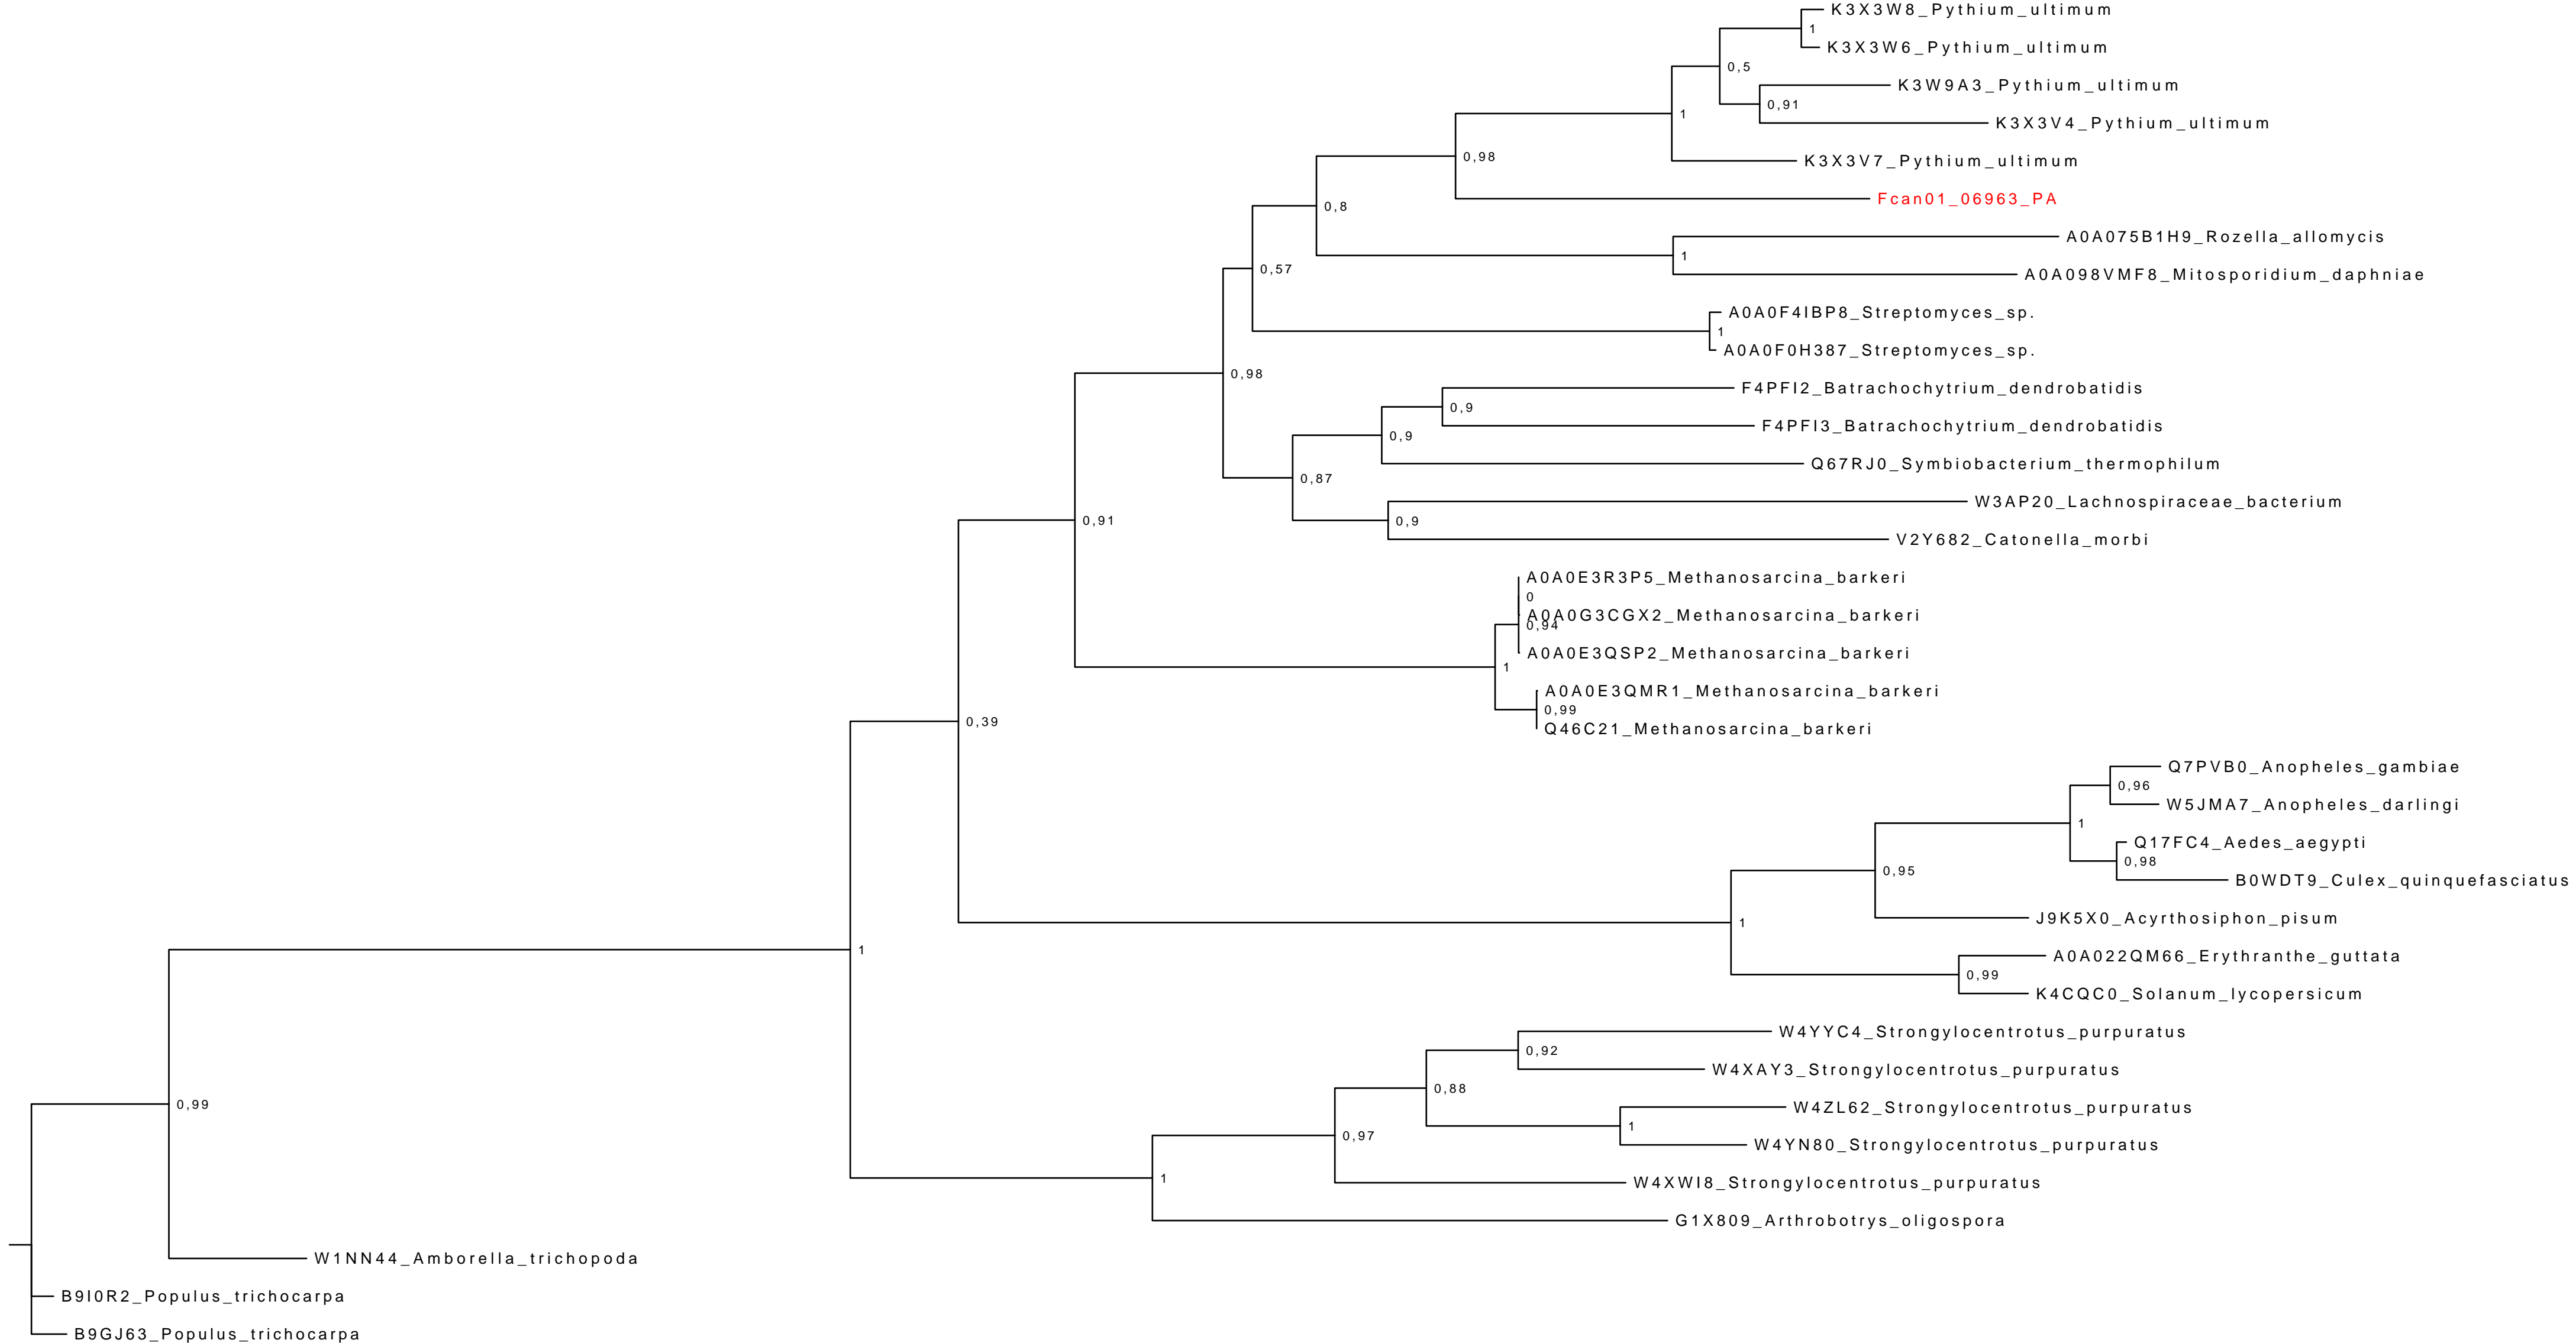 K3X3W8_Pythium_ultimum
1
K3X3W6_Pythium_ultimum
0,5
K3W9A3_Pythium_ultimum
0,91
1
K3X3V4_Pythium_ultimum
0,98
K3X3V7_Pythium_ultimum
Fcan01_06963_PA
0,8
A0A075B1H9_Rozella_allomycis
1
0,57
A0A098VMF8_Mitosporidium_daphniae
A0A0F4IBP8_Streptomyces_sp.
1
A0A0F0H387_Streptomyces_sp.
0,98
F4PFI2_Batrachochytrium_dendrobatidis
0,9
F4PFI3_Batrachochytrium_dendrobatidis
0,9
Q67RJ0_Symbiobacterium_thermophilum
0,87
W3AP20_Lachnospiraceae_bacterium
0,91
0,9
V2Y682_Catonella_morbi
A0A0E3R3P5_Methanosarcina_barkeri
0
A0A0G3CGX2_Methanosarcina_barkeri
0,94
A0A0E3QSP2_Methanosarcina_barkeri
1
A0A0E3QMR1_Methanosarcina_barkeri
0,99
0,39
Q46C21_Methanosarcina_barkeri
Q7PVB0_Anopheles_gambiae
0,96
W5JMA7_Anopheles_darlingi
1
Q17FC4_Aedes_aegypti
0,98
0,95
B0WDT9_Culex_quinquefasciatus
J9K5X0_Acyrthosiphon_pisum
1
1
A0A022QM66_Erythranthe_guttata
0,99
K4CQC0_Solanum_lycopersicum
W4YYC4_Strongylocentrotus_purpuratus
0,92
W4XAY3_Strongylocentrotus_purpuratus
0,88
0,99
W4ZL62_Strongylocentrotus_purpuratus
1
0,97
W4YN80_Strongylocentrotus_purpuratus
1
W4XWI8_Strongylocentrotus_purpuratus
G1X809_Arthrobotrys_oligospora
W1NN44_Amborella_trichopoda
B9I0R2_Populus_trichocarpa
B9GJ63_Populus_trichocarpa